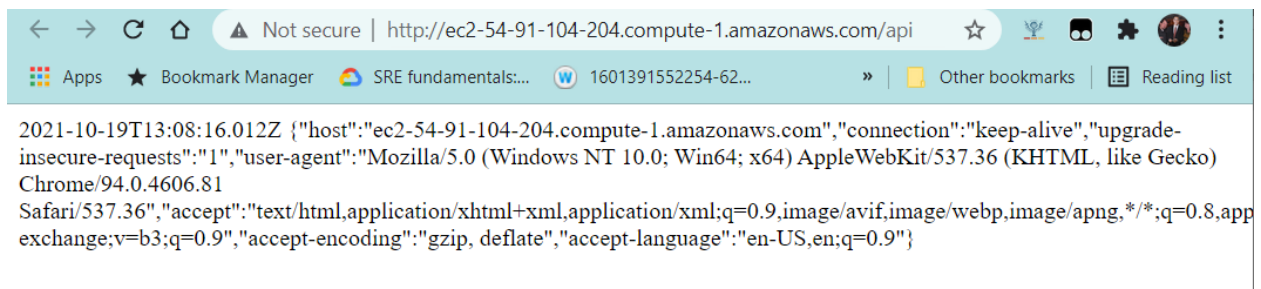 Not secure | http://ec2-54-91-104-204.compute-1.amazonaws.com/api
Apps Bookmark Manager SRE fundamentals:... W 1601391552254-62... » Other bookmarks Reading list
2021-10-19T13:08:16.012Z {"host":"ec2-54-91-104-204.compute-1.amazonaws.com","connection":"keep-alive","upgrade-
insecure-requests":"1","user-agent":"Mozilla/5.0 (Windows NT 10.0; Win64; x64) AppleWebKit/537.36 (KHTML, like Gecko)
Chrome/94.0.4606.81
Safari/537.36","accept":"text/html,application/xhtml+xml,application/xml;q=0.9,image/avif,image/webp,image/apng,*/*;q=0.8,app
exchange;v=b3;q=0.9","accept-encoding":"gzip, deflate","accept-language":"en-US,en;q=0.9"}